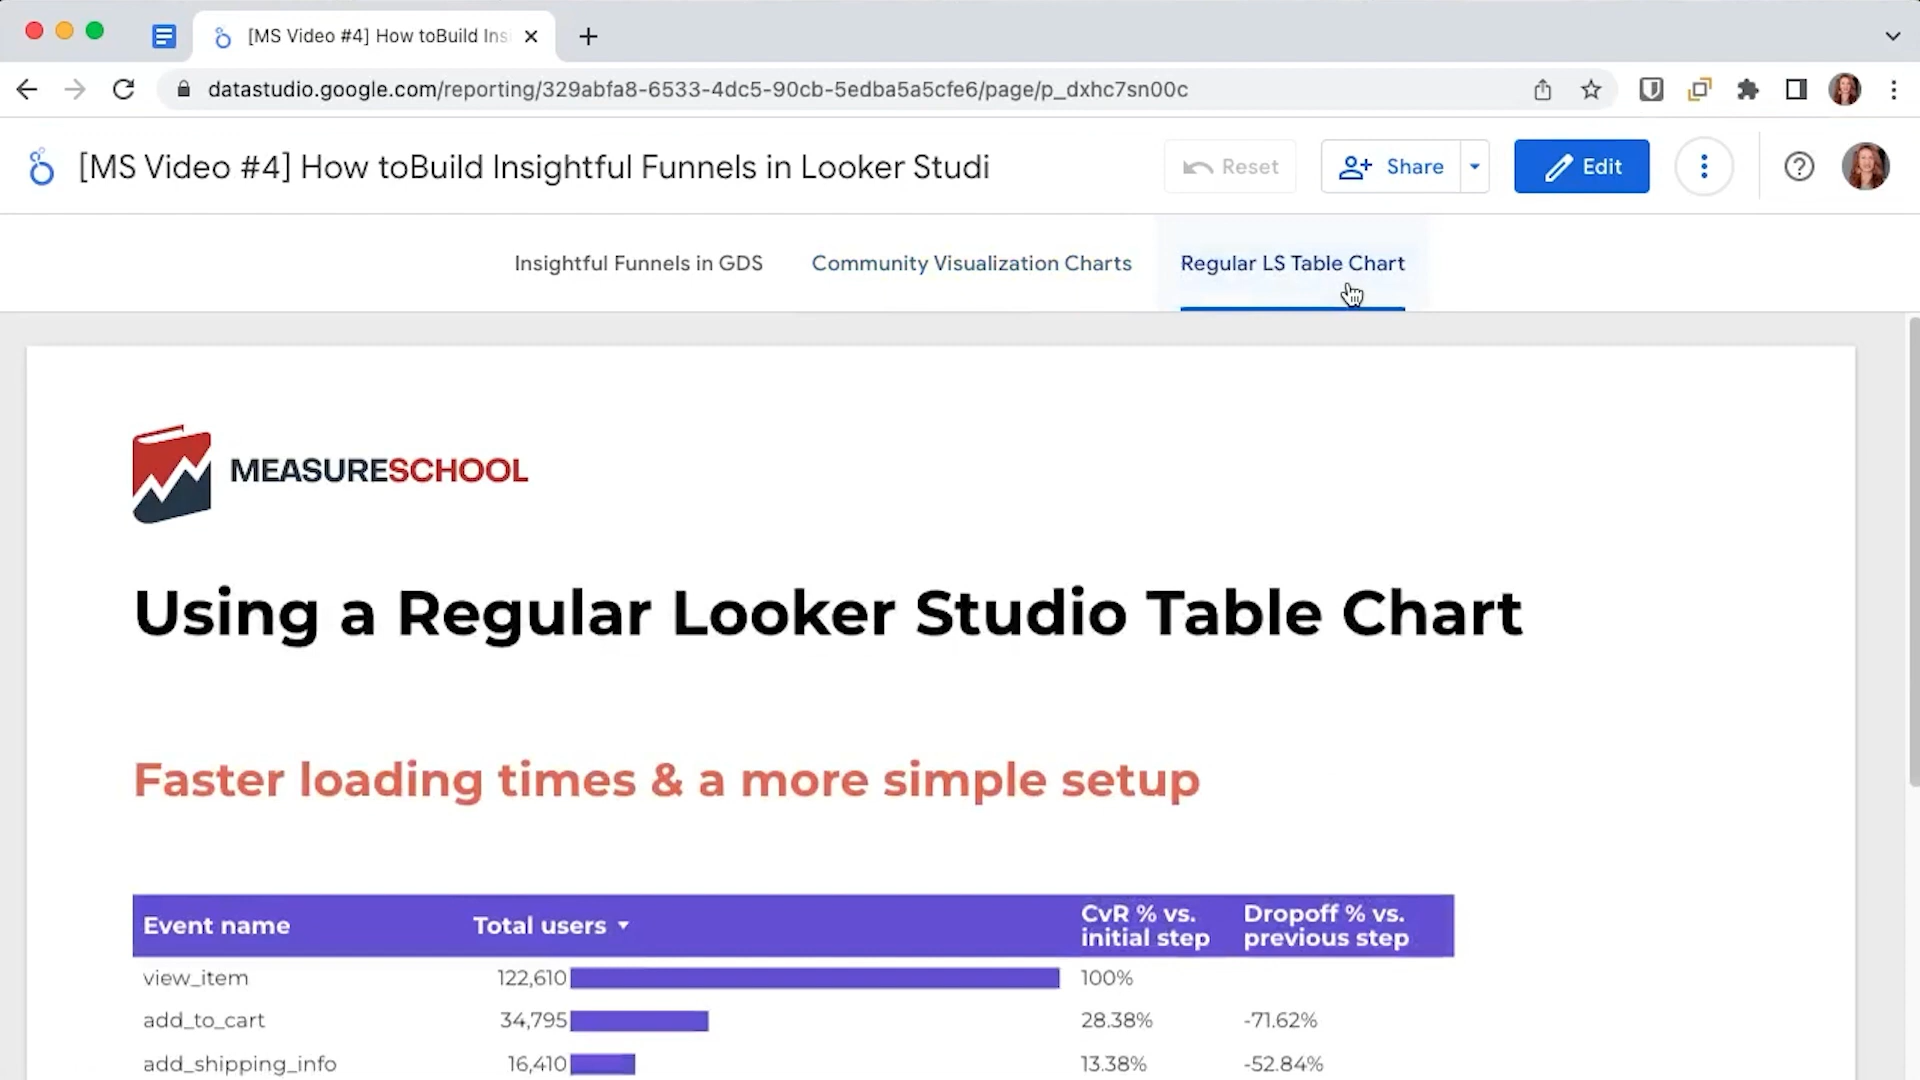 [MS Video #4] How toBuild Ins
datastudio.google.com/reporting/329abfa8-6533-4dc5-90cb-5edba5a5cfe6/page/p_dxhc7sn00c
[MS Video #4] How toBuild Insightful Funnels in Looker Studi
Reset
Share
Edit
Insightful Funnels in GDS
Community Visualization Charts
Regular LS Table Chart
MEASURESCHOOL
Using a Regular Looker Studio Table Chart
Faster loading times & a more simple setup
Event name Total users CvR % vs. initial step Dropoff % vs. previous step
view_item 122,610 100%
add_to_cart 34,795 28.38% -71.62%
add_shipping_info 16,410 13.38% -52.84%